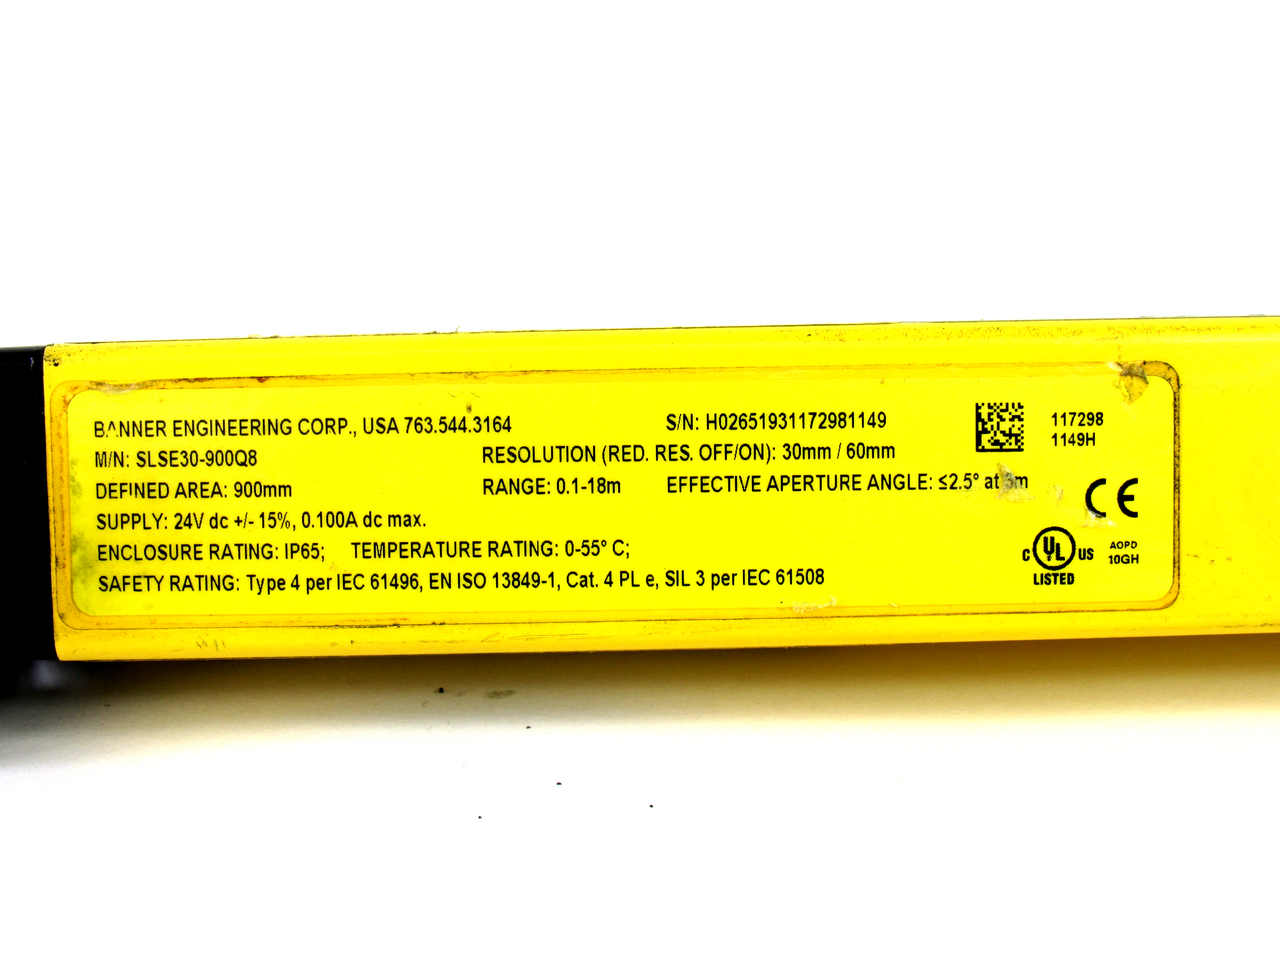 BANNER ENGINEERING CORP., USA 763.544.3164 S/N: H02651931172981149 117298
1149H
M/N: SLSE30-900Q8 RESOLUTION (RED. RES. OFF/ON): 30mm / 60mm
DEFINED AREA: 900mm RANGE: 0.1-18m EFFECTIVE APERTURE ANGLE: ≤2.5° at
CE
SUPPLY: 24V dc +/- 15%, 0.100A dc max.
ENCLOSURE RATING: IP65; TEMPERATURE RATING: 0-55° C;
C UL US LISTED
AOPD
10GH
SAFETY RATING: Type 4 per IEC 61496, EN ISO 13849-1, Cat. 4 PL e, SIL 3 per IEC 61508